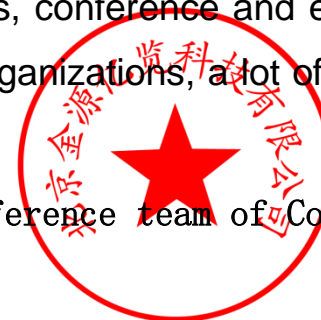 s, conference and e
ganizations, a lot of
ference team of Co
北京金源亿览科技有限公司